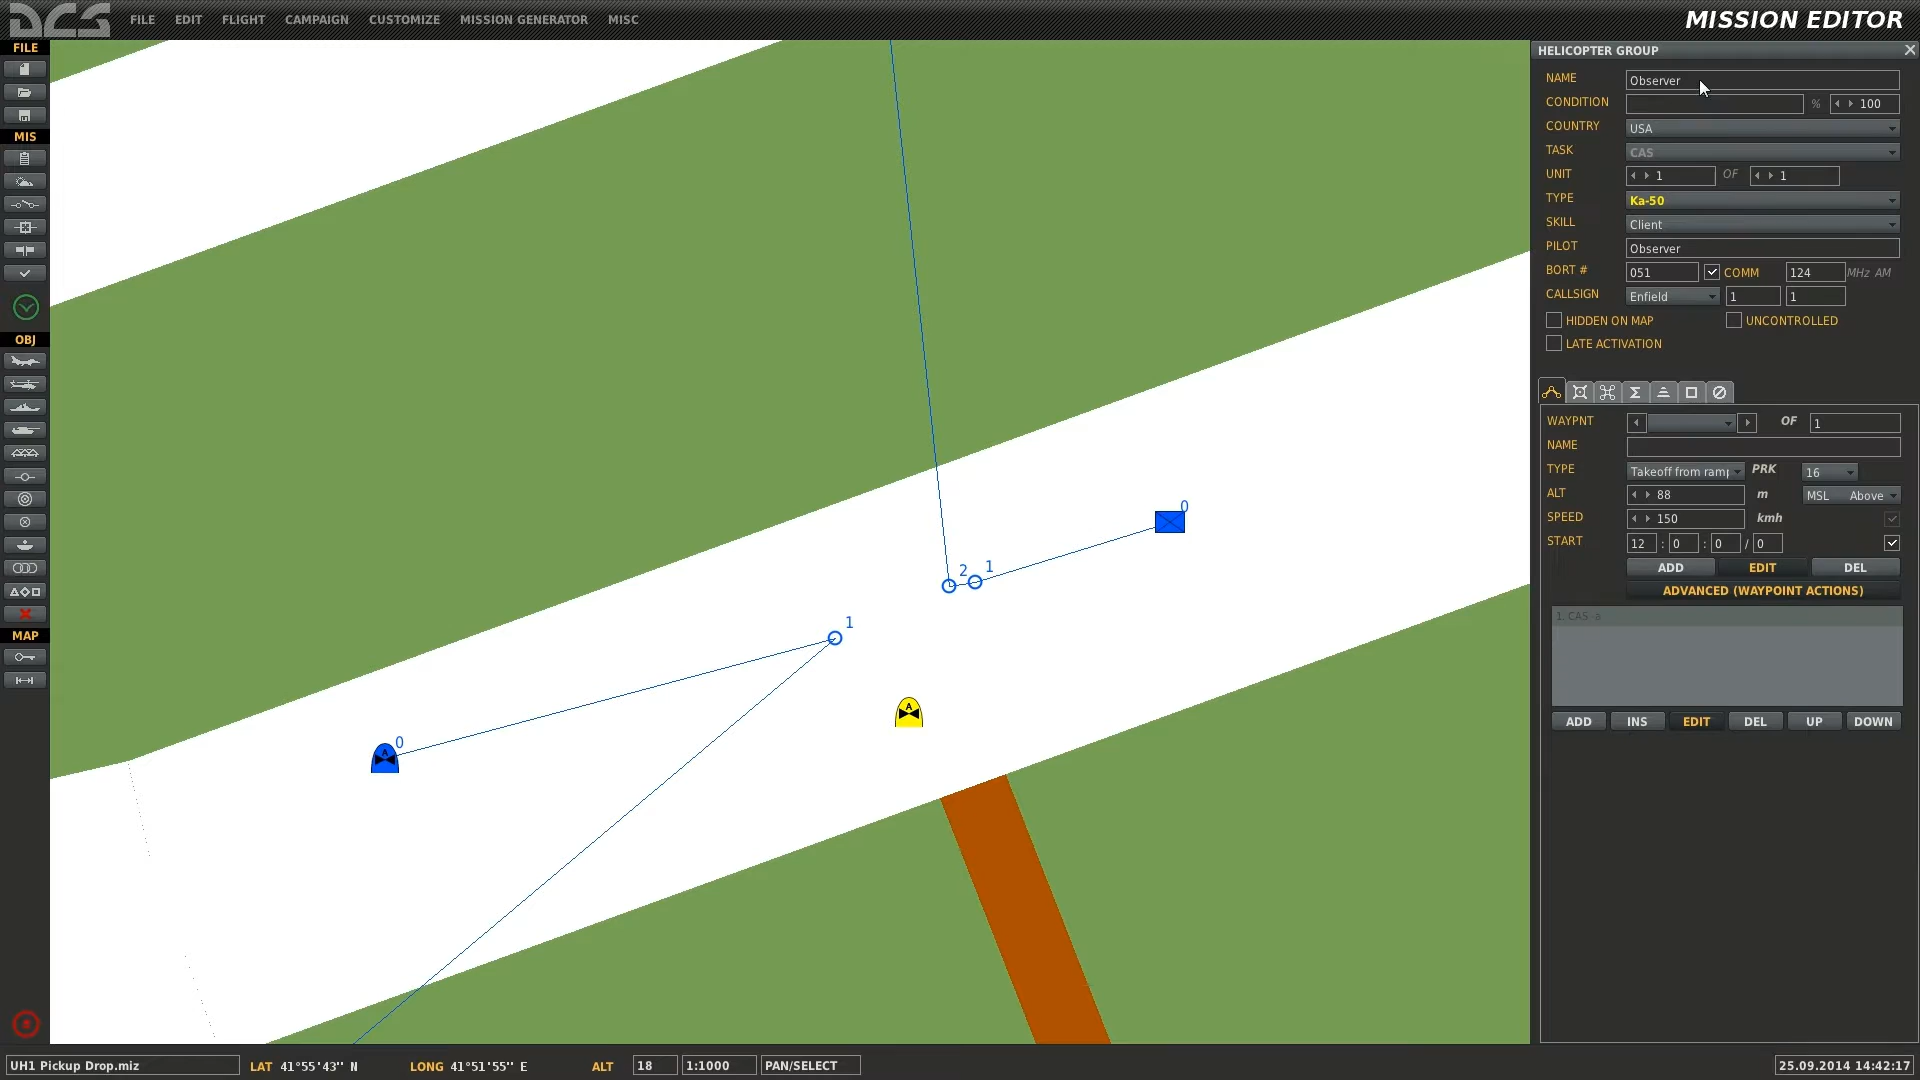 DCS FILE EDIT FLIGHT CAMPAIGN CUSTOMIZE MISSION GENERATOR MISC MISSION EDITOR
FILE
MIS
OBJ
MAP
0
2 1
1
0
A
A
HELICOPTER GROUP
NAME Observer
CONDITION % 100
COUNTRY USA
TASK CAS
UNIT 1 OF 1
TYPE Ka-50
SKILL Client
PILOT Observer
BORT # 051 COMM 124 MHz AM
CALLSIGN Enfield 1 1
HIDDEN ON MAP UNCONTROLLED
LATE ACTIVATION
WAYPNT OF 1
NAME
TYPE Takeoff from ramp PRK 16
ALT 88 m MSL Above
SPEED 150 kmh
START 12 : 0 : 0 / 0
ADD EDIT DEL
ADVANCED (WAYPOINT ACTIONS)
1. CAS -a
ADD INS EDIT DEL UP DOWN
UH1 Pickup Drop.miz LAT 41°55'43" N LONG 41°51'55" E ALT 18 1:1000 PAN/SELECT 25.09.2014 14:42:17